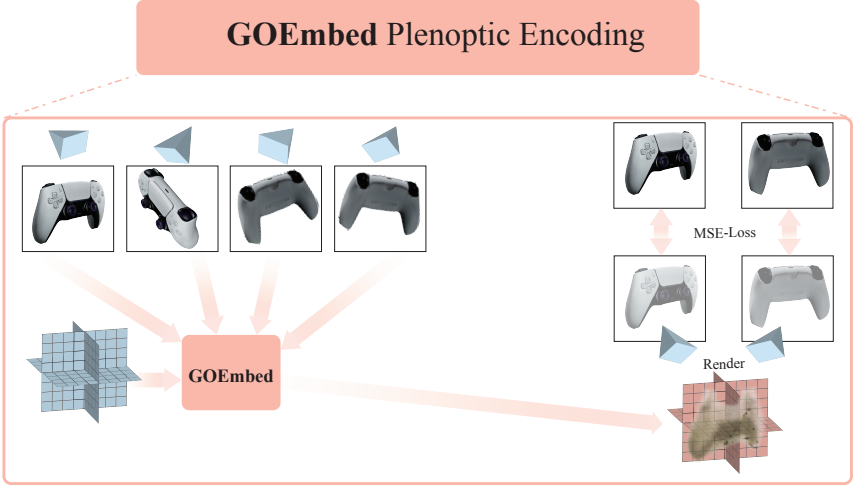 GOEmbed Plenoptic Encoding
MSE-Loss
GOEmbed
Render